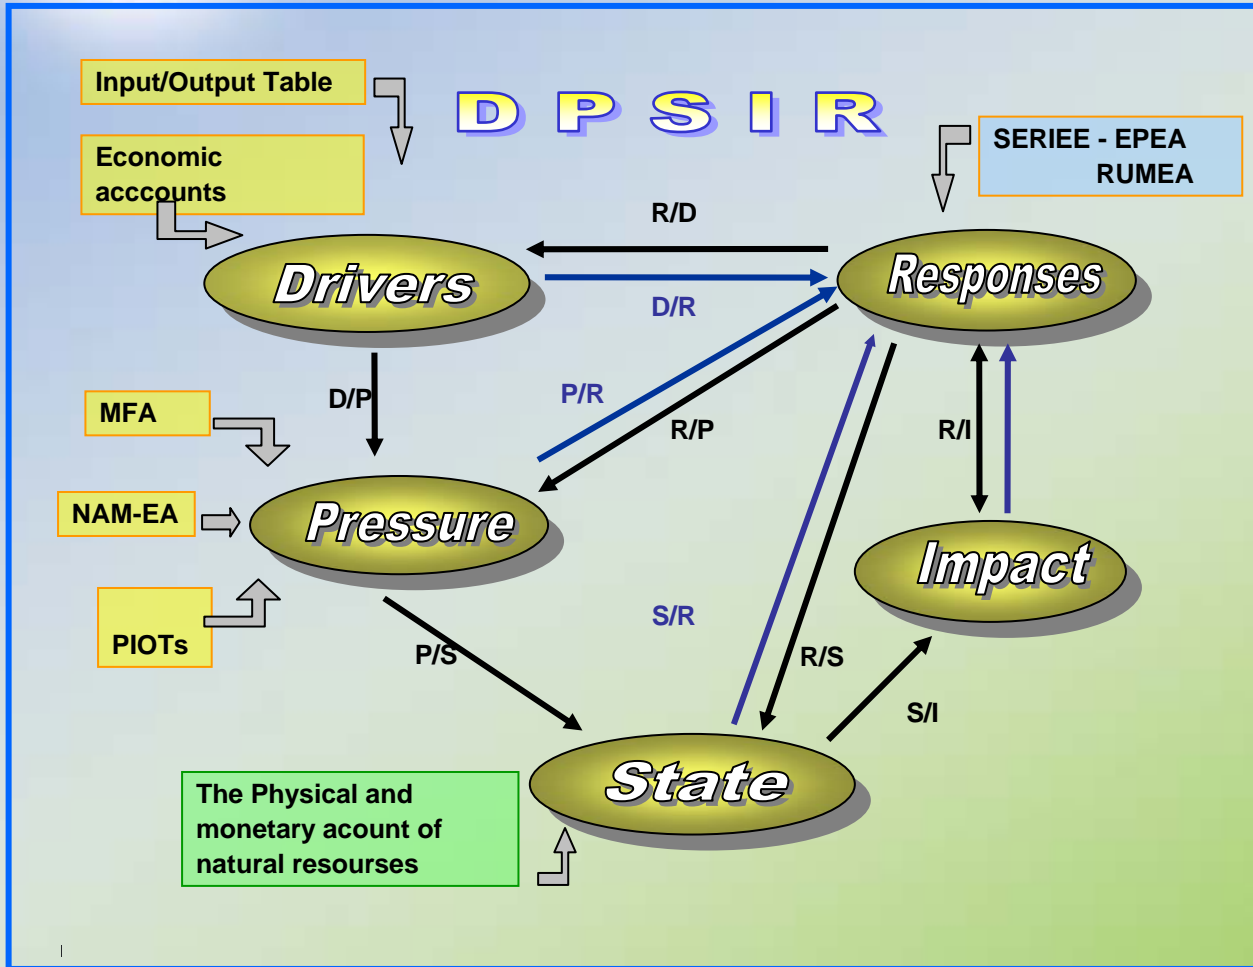 Input/Output Table
D P S I R
SERIEE - EPEA
RUMEA
Economic
acccounts
R/D
Drivers
Responses
D/R
D/P
P/R
MFA
R/P
R/I
NAM-EA
Pressure
Impact
S/R
PIOTs
P/S
R/S
S/I
State
The Physical and
monetary acount of
natural resourses